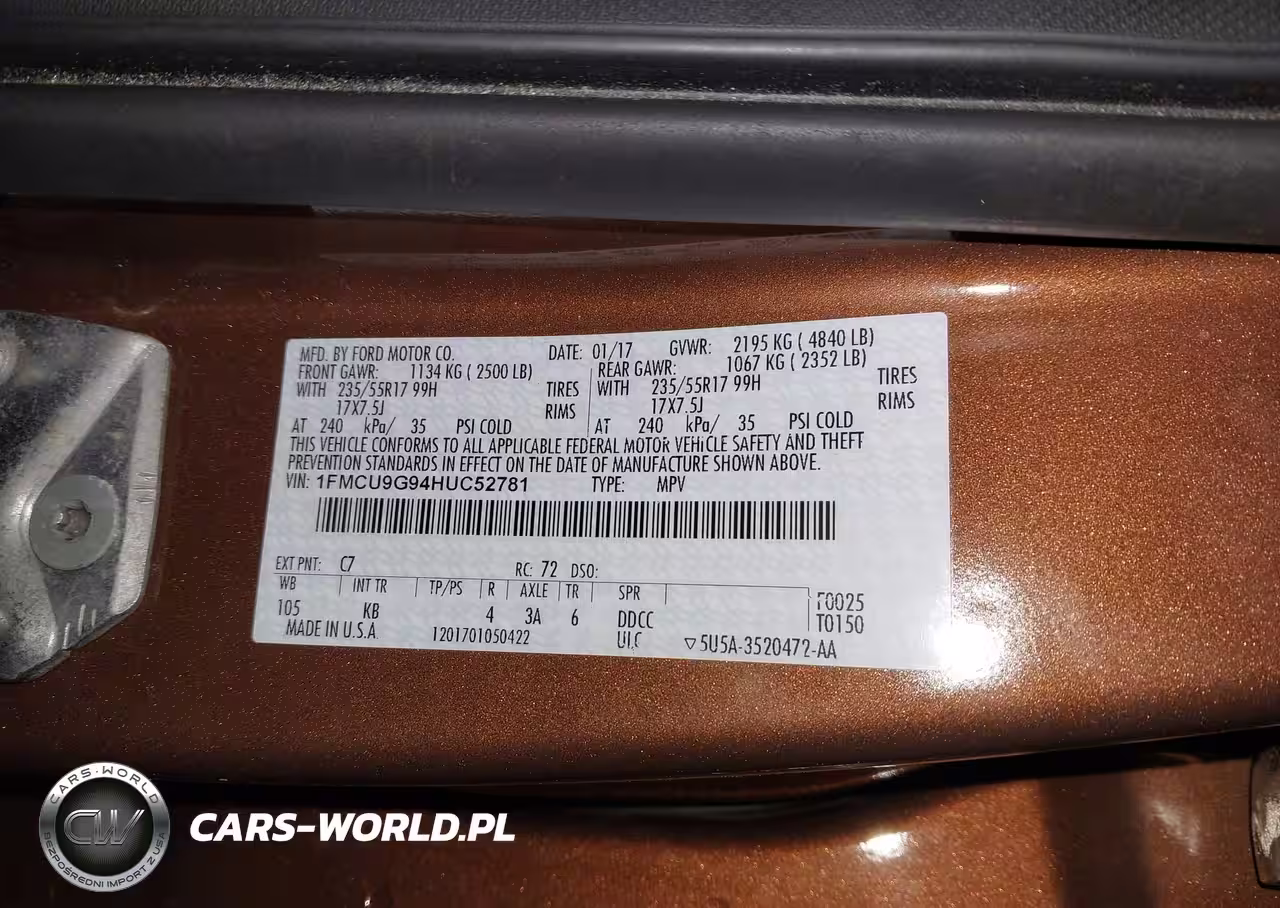 MFD. BY FORD MOTOR CO. DATE: 01/17 GVWR: 2195 KG ( 4840 LB)
FRONT GAWR: 1134 KG ( 2500 LB) REAR GAWR: 1067 KG ( 2352 LB)
WITH 235/55R17 99H TIRES WITH 235/55R17 99H TIRES
17X7.5J RIMS 17X7.5J RIMS
AT 240 kPa/ 35 PSI COLD AT 240 kPa/ 35 PSI COLD
THIS VEHICLE CONFORMS TO ALL APPLICABLE FEDERAL MOTOR VEHICLE SAFETY AND THEFT
PREVENTION STANDARDS IN EFFECT ON THE DATE OF MANUFACTURE SHOWN ABOVE.
VIN: 1FMCU9G94HUC52781 TYPE: MPV
EXT PNT: C7 RC: 72 DSO:
WB INT TR TP/PS R AXLE TR SPR
105 KB 4 3A 6 DDCC F0025
T0150
MADE IN U.S.A. 1201701050422 ULC ▽5U5A-3520472-AA
CARS-WORLD
CW
BEZPOŚREDNI IMPORT Z USA
CARS-WORLD.PL